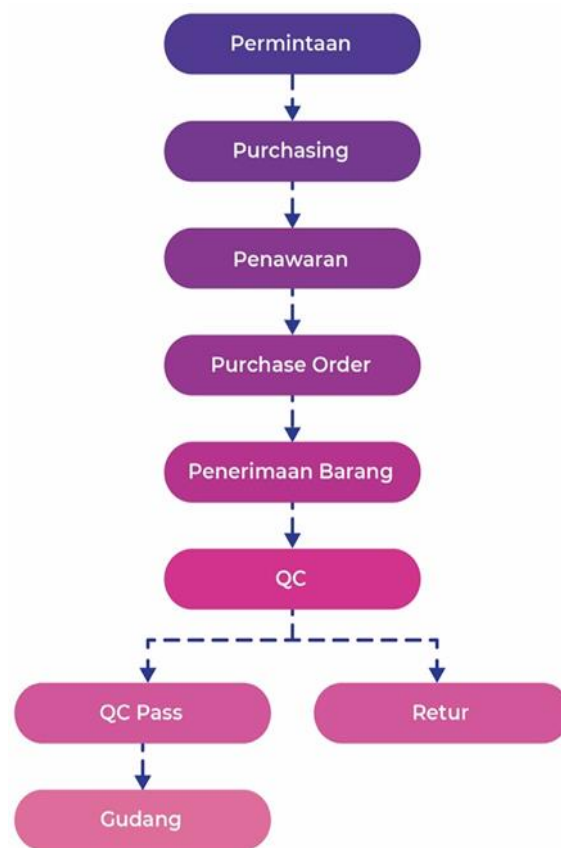 Permintaan
Purchasing
Penawaran
Purchase Order
Penerimaan Barang
QC
QC Pass
Retur
Gudang